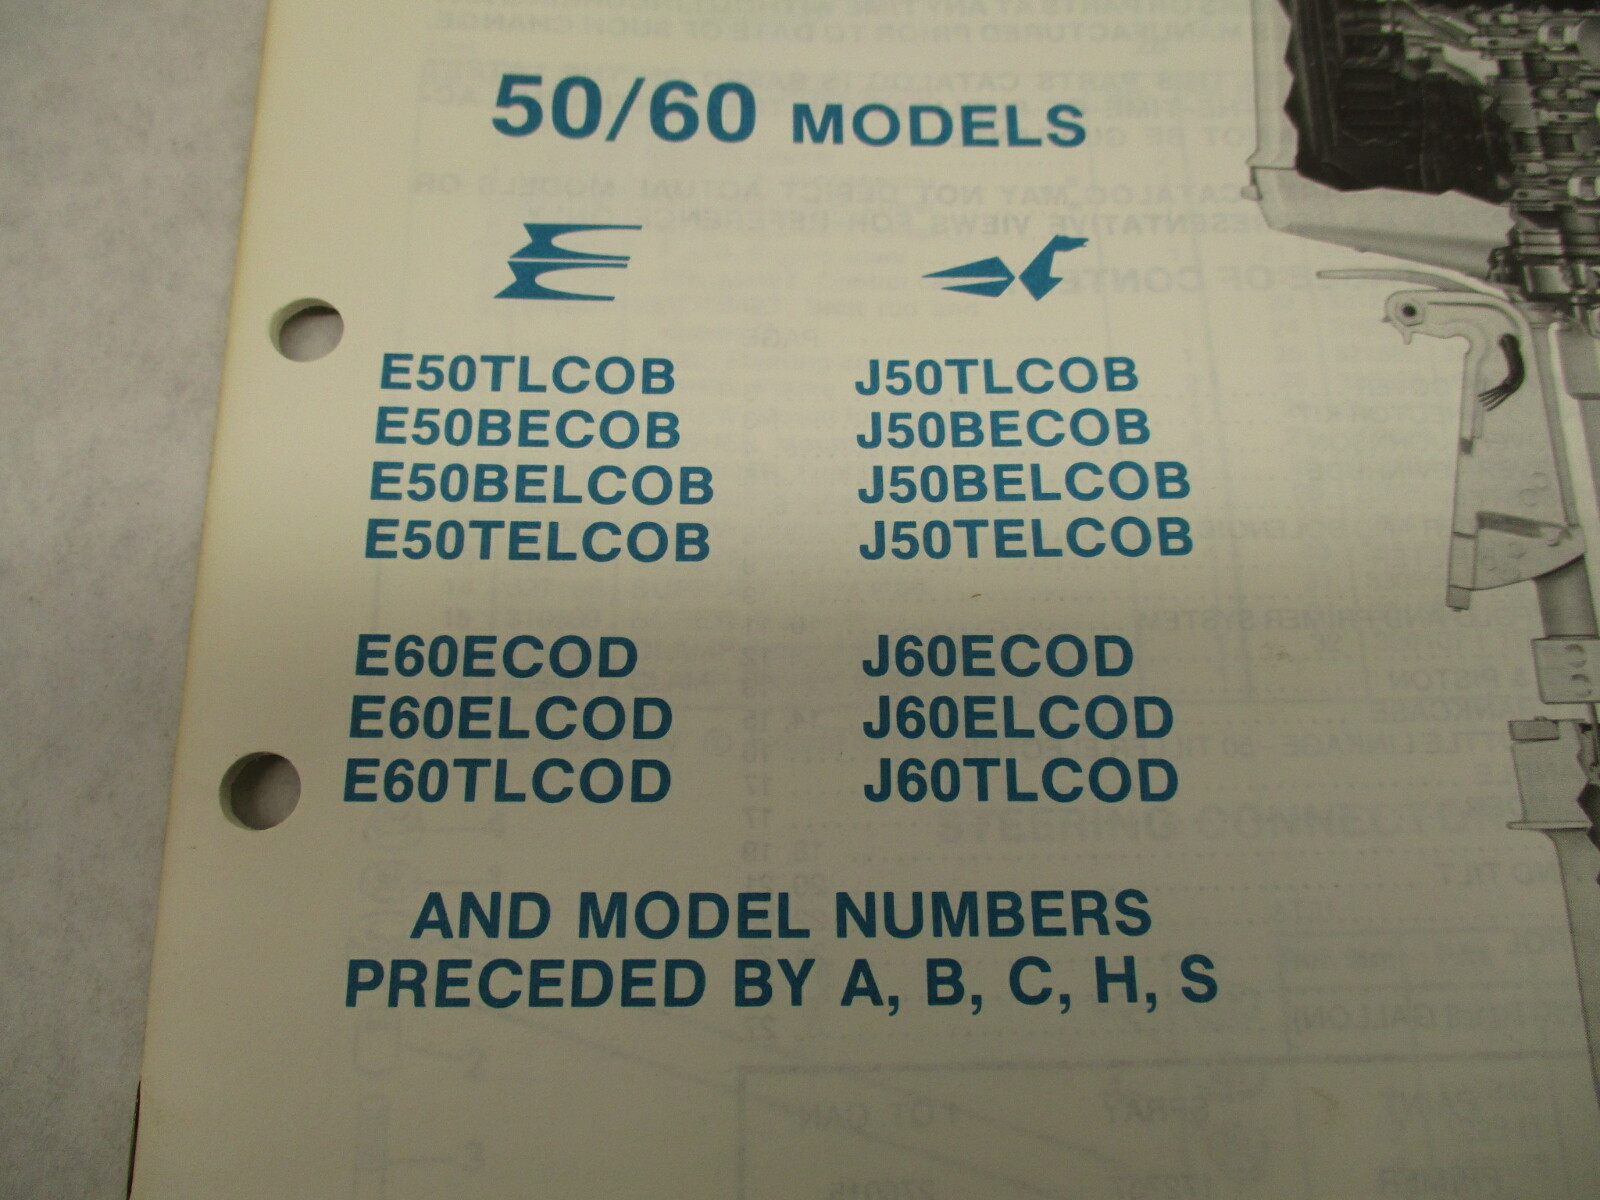 50/60 MODELS
E50TLCOB J50TLCOB
E50BECOB J50BECOB
E50BELCOB J50BELCOB
E50TELCOB J50TELCOB
E60ECOD J60ECOD
E60ELCOD J60ELCOD
E60TLCOD J60TLCOD
AND MODEL NUMBERS
PRECEDED BY A, B, C, H, S